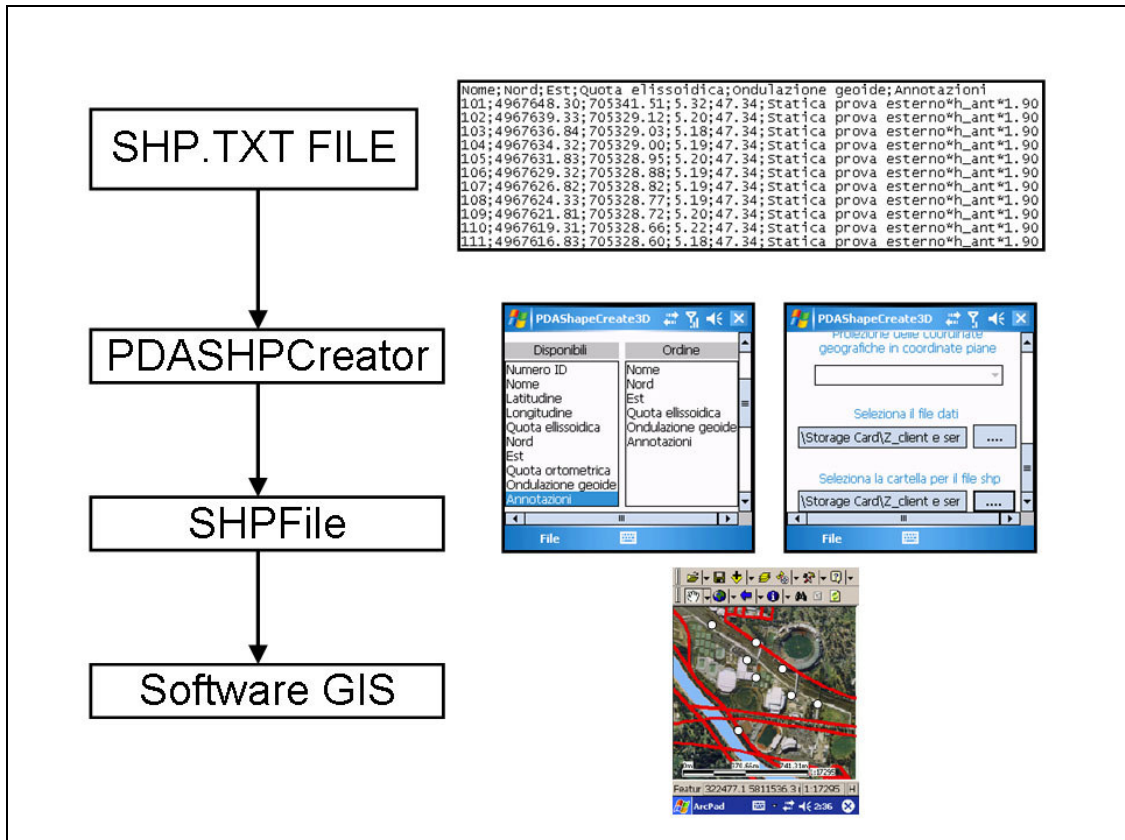 SHP.TXT FILE
PDASHPCreator
SHPFile
Software GIS
Nome;Nord;Est;Quota elissoidica;Ondulazione geoide;Annotazioni
101;4967648.30;705341.51;5.32;47.34;Statica prova esterno*h_ant*1.90
102;4967639.33;705329.12;5.20;47.34;Statica prova esterno*h_ant*1.90
103;4967636.84;705329.03;5.18;47.34;Statica prova esterno*h_ant*1.90
104;4967634.32;705329.00;5.19;47.34;Statica prova esterno*h_ant*1.90
105;4967631.83;705328.95;5.20;47.34;Statica prova esterno*h_ant*1.90
106;4967629.32;705328.88;5.19;47.34;Statica prova esterno*h_ant*1.90
107;4967626.82;705328.82;5.19;47.34;Statica prova esterno*h_ant*1.90
108;4967624.33;705328.77;5.19;47.34;Statica prova esterno*h_ant*1.90
109;4967621.81;705328.72;5.20;47.34;Statica prova esterno*h_ant*1.90
110;4967619.31;705328.66;5.22;47.34;Statica prova esterno*h_ant*1.90
111;4967616.83;705328.60;5.18;47.34;Statica prova esterno*h_ant*1.90
PDAShapeCreate3D
Disponibili
Numero ID
Nome
Latitudine
Longitudine
Quota ellissoidica
Nord
Est
Quota ortometrica
Ondulazione geoide
Annotazioni
Ordine
Nome
Nord
Est
Quota ellissoidica
Ondulazione geoide
Annotazioni
File
PDAShapeCreate3D
Proiezione delle coordinate
geografiche in coordinate piane
Seleziona il file dati
\Storage Card\Z_client e ser
....
Seleziona la cartella per il file shp
\Storage Card\Z_client e ser
....
File
370.66m
741.31m
1:17295
Featur 322477.1 5811536.3 1:17295 H
ArcPad
2:36